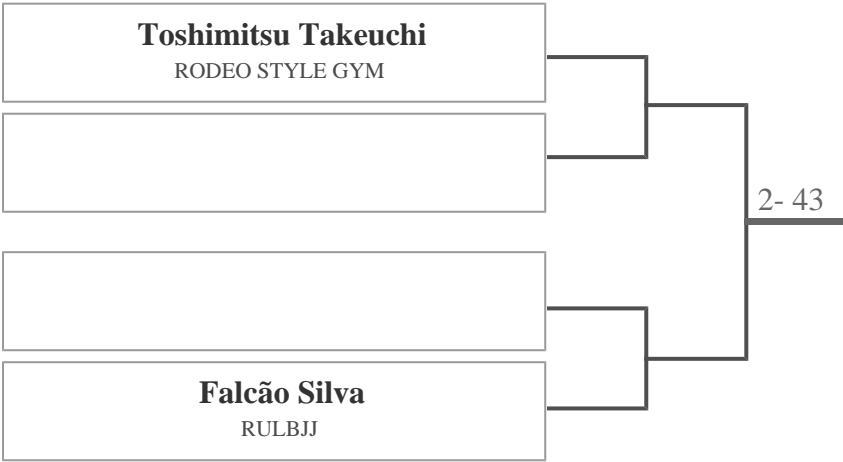 Toshimitsu Takeuchi
RODEO STYLE GYM
2- 43
Falcão Silva
RULBJJ